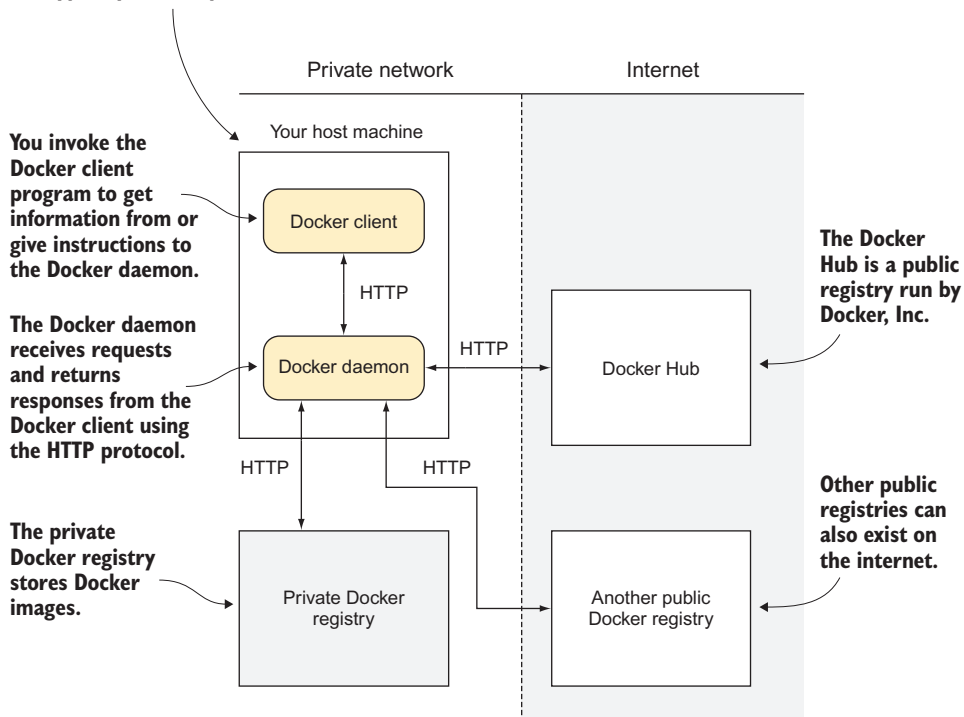 Private network
Internet
Your host machine
You invoke the
Docker client
program to get
information from or
give instructions to
the Docker daemon.
Docker client
HTTP
The Docker daemon
receives requests
and returns
responses from the
Docker client using
the HTTP protocol.
Docker daemon
HTTP
Docker Hub
The Docker
Hub is a public
registry run by
Docker, Inc.
HTTP
HTTP
The private
Docker registry
stores Docker
images.
Private Docker
registry
Another public
Docker registry
Other public
registries can
also exist on
the internet.